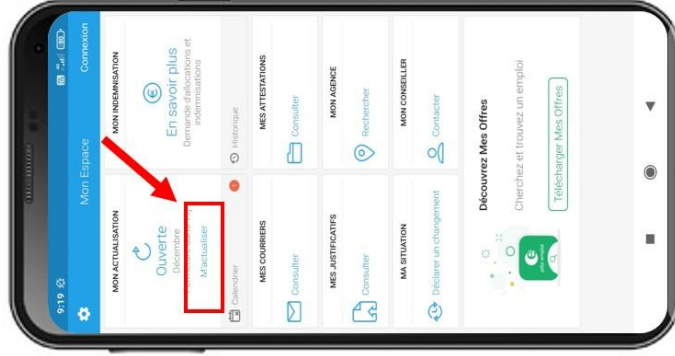 9:19
Mon Espace
Connexion
MON ACTUALISATION
Ouverte
Décembre
M'actualiser
Calendrier
MON INDEMNISATION
En savoir plus
Demande d'allocations et
indemnisations
Historique
MES COURRIERS
Consulter
MES ATTESTATIONS
Consulter
MES JUSTIFICATIFS
Consulter
MON AGENCE
Rechercher
MA SITUATION
Déclarer un changement
MON CONSEILLER
Contacter
Découvrez Mes Offres
Cherchez et trouvez un emploi
Télécharger Mes Offres
pôle emploi